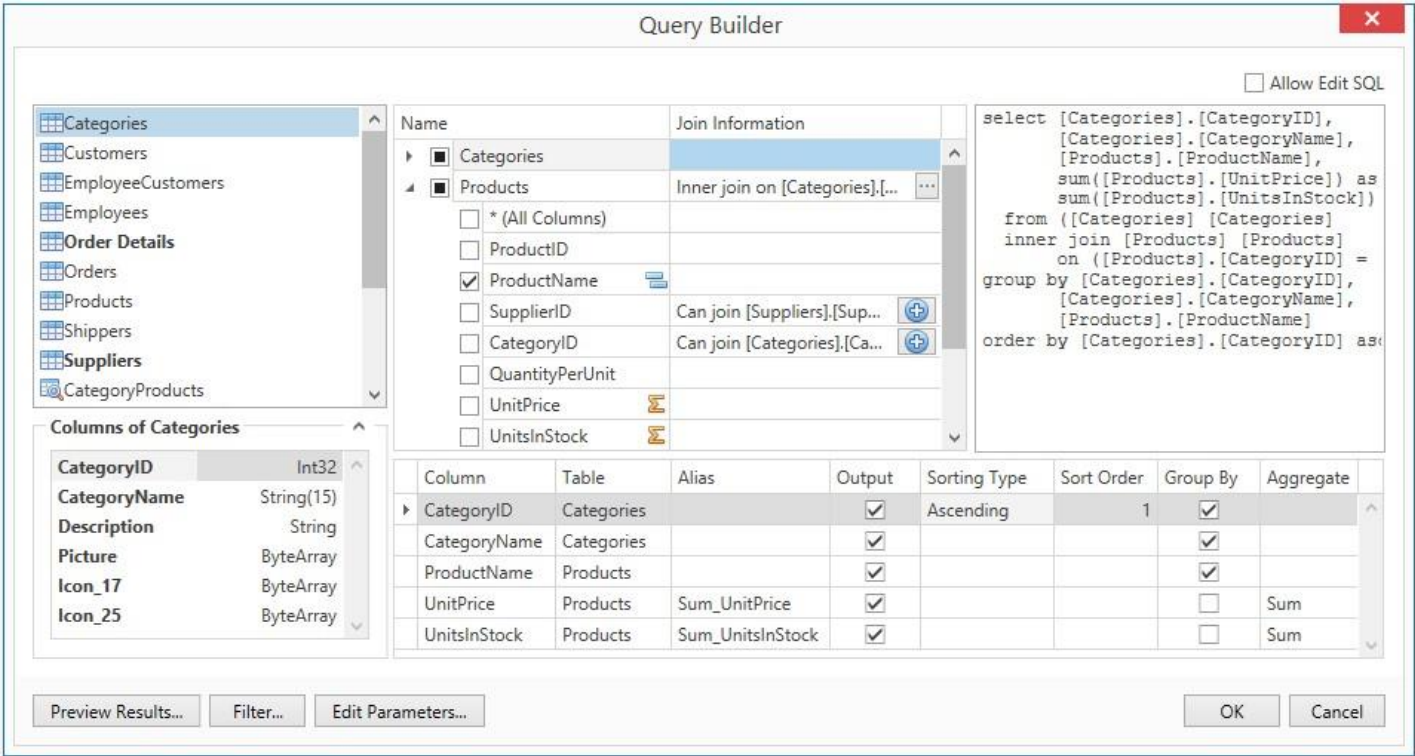 Query Builder
Allow Edit SQL
Categories
Customers
EmployeeCustomers
Employees
Order Details
Orders
Products
Shippers
Suppliers
CategoryProducts
Columns of Categories
CategoryID Int32
CategoryName String(15)
Description String
Picture ByteArray
Icon_17 ByteArray
Icon_25 ByteArray
Name Join Information
Categories
Products Inner join on [Categories].[... ...
* (All Columns)
ProductID
ProductName
SupplierID Can join [Suppliers].[Sup...
CategoryID Can join [Categories].[Ca...
QuantityPerUnit
UnitPrice Σ
UnitsInStock Σ
select [Categories].[CategoryID],
[Categories].[CategoryName],
[Products].[ProductName],
sum([Products].[UnitPrice]) as
sum([Products].[UnitsInStock])
from ([Categories] [Categories]
inner join [Products] [Products]
on ([Products].[CategoryID] =
group by [Categories].[CategoryID],
[Categories].[CategoryName],
[Products].[ProductName]
order by [Categories].[CategoryID] asc
Column Table Alias Output Sorting Type Sort Order Group By Aggregate
CategoryID Categories Ascending 1
CategoryName Categories
ProductName Products
UnitPrice Products Sum_UnitPrice Sum
UnitsInStock Products Sum_UnitsInStock Sum
Preview Results... Filter... Edit Parameters... OK Cancel